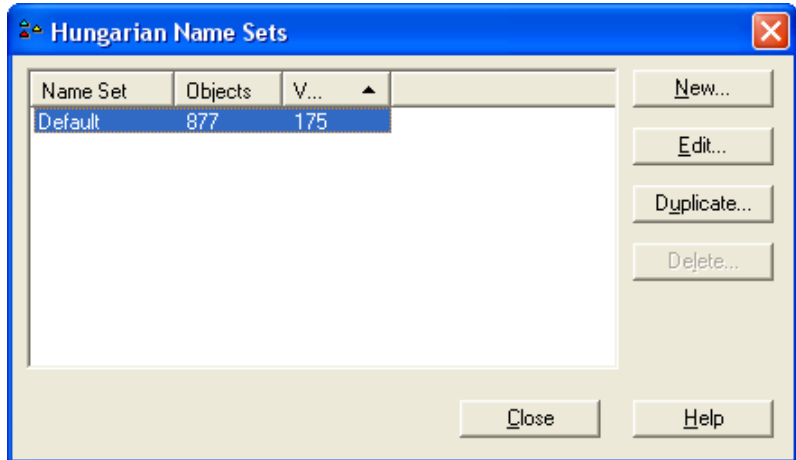 Hungarian Name Sets
Name Set Objects V...
Default 877 175
New...
Edit...
Duplicate...
Delete...
Close Help